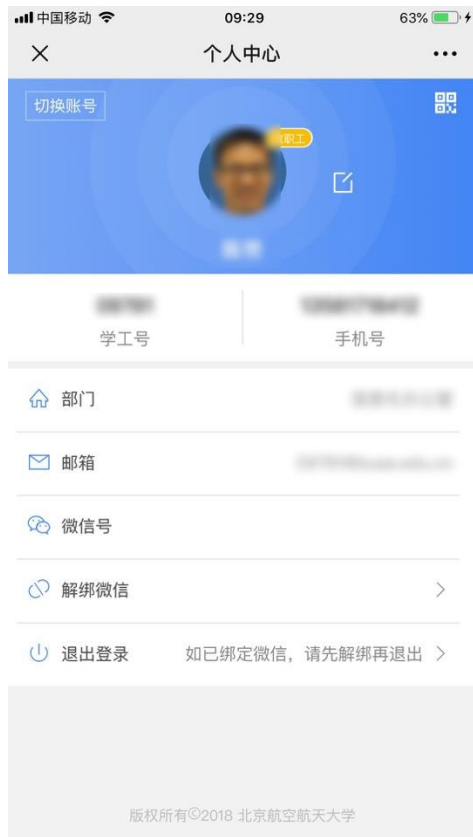 中国移动 09:29 63%
个人中心
切换账号
职工
学工号 手机号
部门
邮箱
微信号
解绑微信
退出登录 如已绑定微信，请先解绑再退出
版权所有©2018 北京航空航天大学